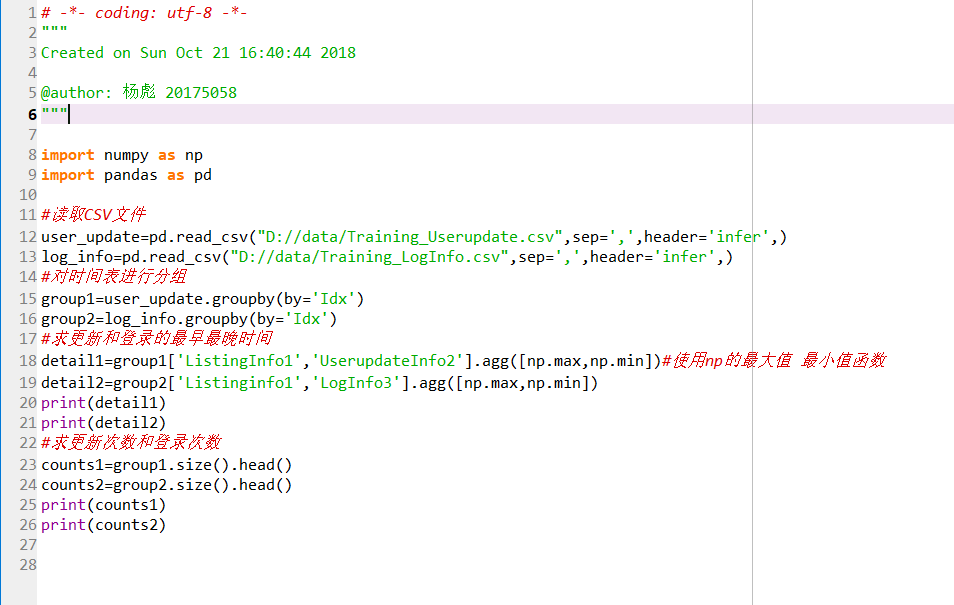 1 # -*- coding: utf-8 -*-
2 """
3 Created on Sun Oct 21 16:40:44 2018
4
5 @author: 杨彪 20175058
6 """
7
8 import numpy as np
9 import pandas as pd
10
11 #读取CSV文件
12 user_update=pd.read_csv("D://data/Training_Userupdate.csv",sep=',',header='infer',)
13 log_info=pd.read_csv("D://data/Training_LogInfo.csv",sep=',',header='infer',)
14 #对时间表进行分组
15 group1=user_update.groupby(by='Idx')
16 group2=log_info.groupby(by='Idx')
17 #求更新和登录的最早最晚时间
18 detail1=group1['ListingInfo1','UserupdateInfo2'].agg([np.max,np.min])#使用np的最大值 最小值函数
19 detail2=group2['Listinginfo1','LogInfo3'].agg([np.max,np.min])
20 print(detail1)
21 print(detail2)
22 #求更新次数和登录次数
23 counts1=group1.size().head()
24 counts2=group2.size().head()
25 print(counts1)
26 print(counts2)
27
28